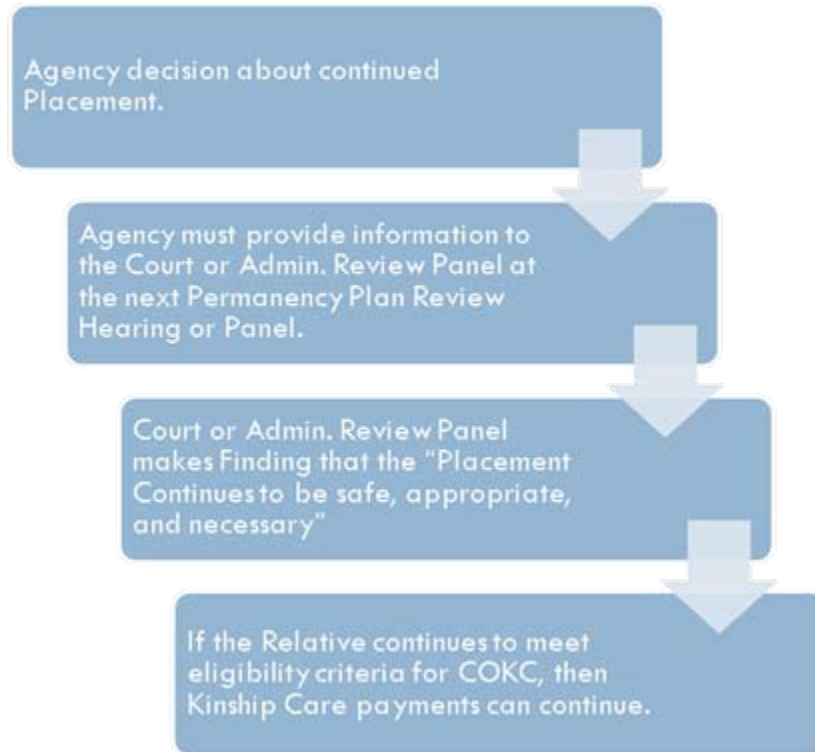 Agency decision about continued
Placement.
Agency must provide information to
the Court or Admin. Review Panel at
the next Permanency Plan Review
Hearing or Panel.
Court or Admin. Review Panel
makes Finding that the "Placement
Continues to be safe, appropriate,
and necessary"
If the Relative continues to meet
eligibility criteria for COKC, then
Kinship Care payments can continue.